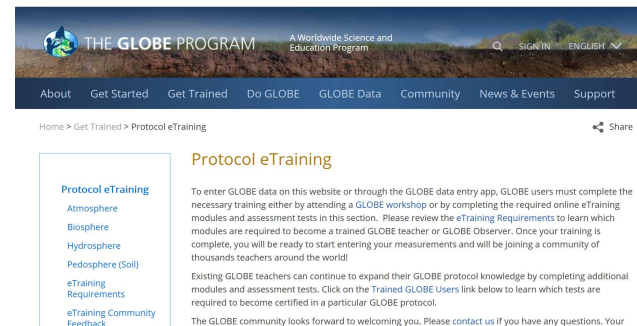 THE GLOBE PROGRAM
A Worldwide Science and
Education Program
SIGN IN
ENGLISH
About Get Started Get Trained Do GLOBE GLOBE Data Community News & Events Support
Home > Get Trained > Protocol eTraining
Share
Protocol eTraining
Atmosphere
Biosphere
Hydrosphere
Pedosphere (Soil)
eTraining
Requirements
eTraining Community
Feedback
Protocol eTraining
To enter GLOBE data on this website or through the GLOBE data entry app, GLOBE users must complete the
necessary training either by attending a GLOBE workshop or by completing the required online eTraining
modules and assessment tests in this section. Please review the eTraining Requirements to learn which
modules are required to become a trained GLOBE teacher or GLOBE Observer. Once your training is
complete, you will be ready to start entering your measurements and will be joining a community of
thousands teachers around the world!
Existing GLOBE teachers can continue to expand their GLOBE protocol knowledge by completing additional
modules and assessment tests. Click on the Trained GLOBE Users link below to learn which tests are
required to become certified in a particular GLOBE protocol.
The GLOBE community looks forward to welcoming you. Please contact us if you have any questions. Your